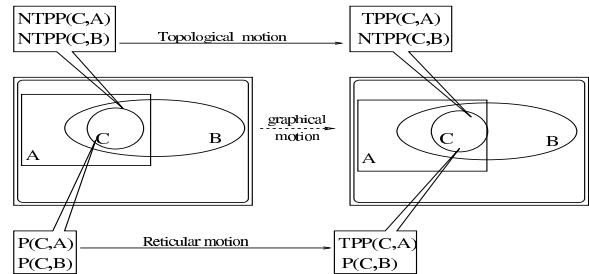 NTPP(C,A)
NTPP(C,B)
Topological motion
TPP(C,A)
NTPP(C,B)
A
C
B
graphical
motion
A
C
B
P(C,A)
P(C,B)
Reticular motion
TPP(C,A)
P(C,B)